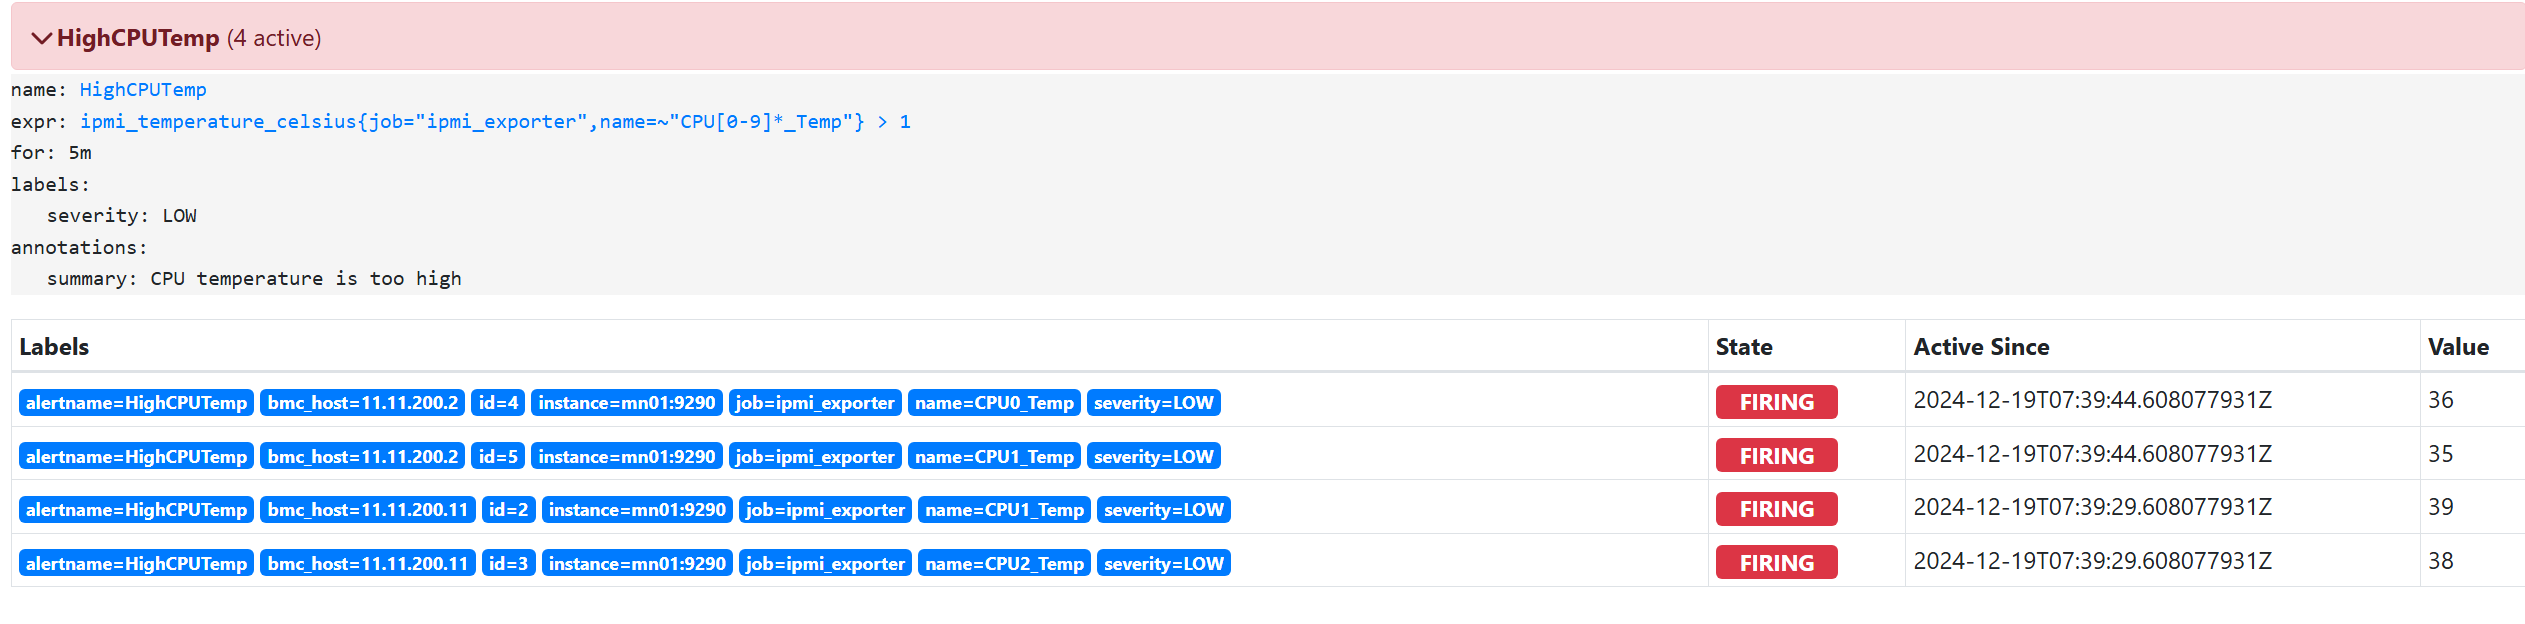 HighCPUTemp (4 active)
name: HighCPUTemp
expr: ipmi_temperature_celsius{job="ipmi_exporter",name=~"CPU[0-9]*_Temp"} > 1
for: 5m
labels:
severity: LOW
annotations:
summary: CPU temperature is too high
Labels State Active Since Value
alertname=HighCPUTemp bmc_host=11.11.200.2 id=4 instance=mn01:9290 job=ipmi_exporter name=CPU0_Temp severity=LOW FIRING 2024-12-19T07:39:44.608077931Z 36
alertname=HighCPUTemp bmc_host=11.11.200.2 id=5 instance=mn01:9290 job=ipmi_exporter name=CPU1_Temp severity=LOW FIRING 2024-12-19T07:39:44.608077931Z 35
alertname=HighCPUTemp bmc_host=11.11.200.11 id=2 instance=mn01:9290 job=ipmi_exporter name=CPU1_Temp severity=LOW FIRING 2024-12-19T07:39:29.608077931Z 39
alertname=HighCPUTemp bmc_host=11.11.200.11 id=3 instance=mn01:9290 job=ipmi_exporter name=CPU2_Temp severity=LOW FIRING 2024-12-19T07:39:29.608077931Z 38